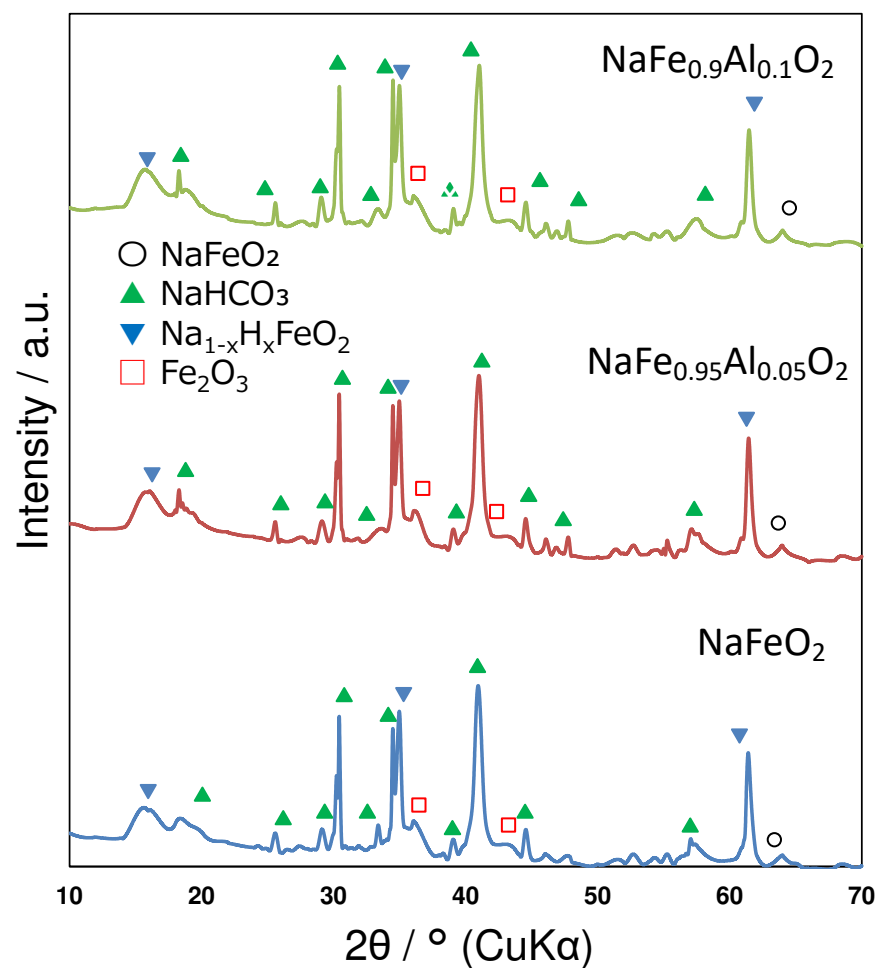 NaFe₀.₉Al₀.₁O₂
NaFeO₂
NaHCO₃
Na₁₋ₓHₓFeO₂
Fe₂O₃
NaFe₀.₉₅Al₀.₀₅O₂
Intensity / a.u.
NaFeO₂
10 20 30 40 50 60 70
2θ / ° (CuKα)